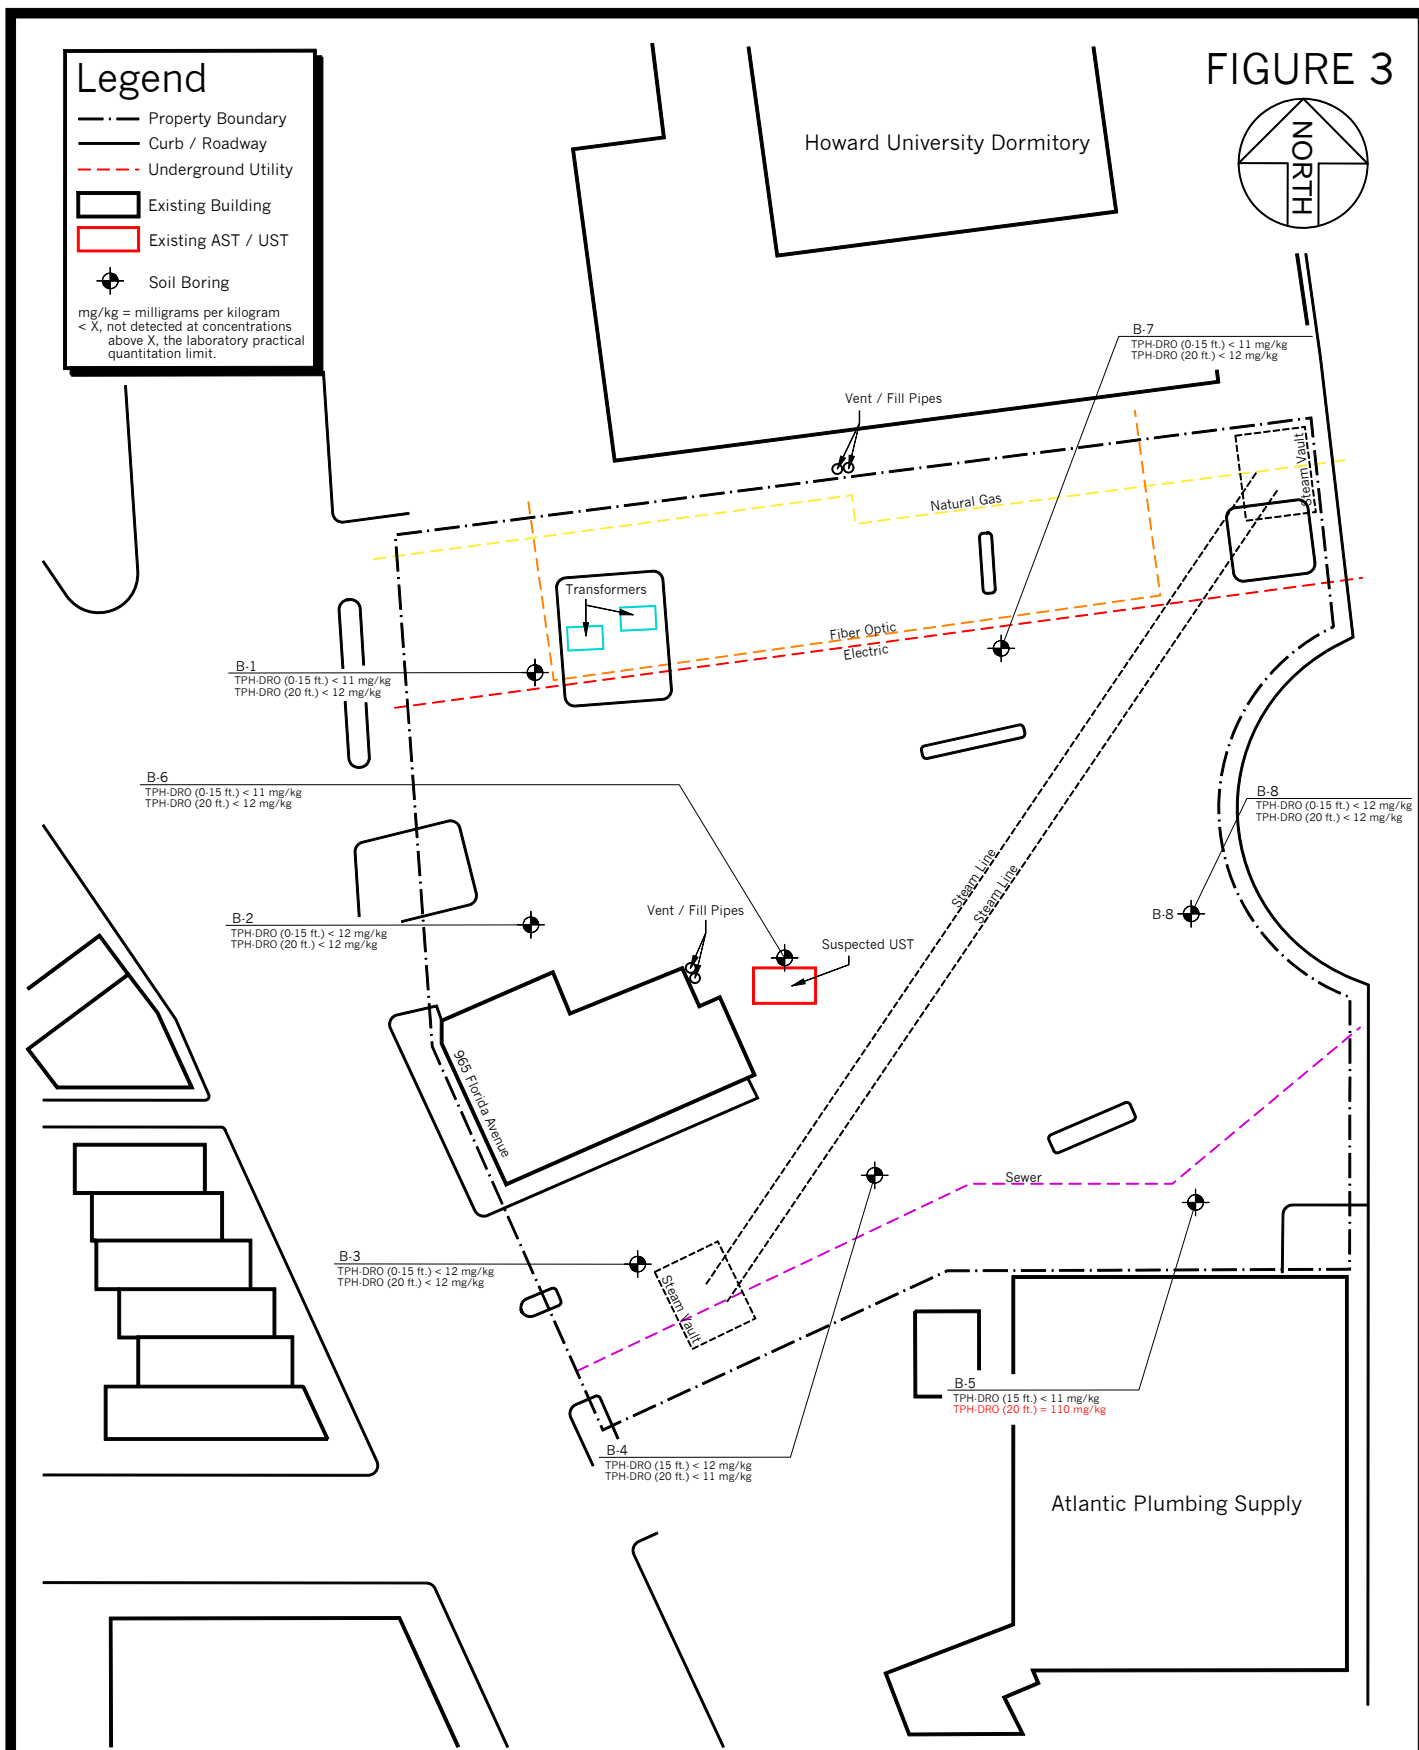 FIGURE 3
Legend
Property Boundary
Curb / Roadway
Underground Utility
Existing Building
Existing AST / UST
Soil Boring
mg/kg = milligrams per kilogram
< X, not detected at concentrations
above X, the laboratory practical
quantitation limit.
NORTH
Howard University Dormitory
B-7
TPH-DRO (0-15 ft.) < 11 mg/kg
TPH-DRO (20 ft.) < 12 mg/kg
Vent / Fill Pipes
Steam Vault
Natural Gas
Transformers
Fiber Optic
Electric
B-1
TPH-DRO (0-15 ft.) < 11 mg/kg
TPH-DRO (20 ft.) < 12 mg/kg
B-6
TPH-DRO (0-15 ft.) < 11 mg/kg
TPH-DRO (20 ft.) < 12 mg/kg
B-8
TPH-DRO (0-15 ft.) < 12 mg/kg
TPH-DRO (20 ft.) < 12 mg/kg
Steam Line
Steam Line
B-8
B-2
TPH-DRO (0-15 ft.) < 12 mg/kg
TPH-DRO (20 ft.) < 12 mg/kg
Vent / Fill Pipes
Suspected UST
965 Florida Avenue
Sewer
B-3
TPH-DRO (0-15 ft.) < 12 mg/kg
TPH-DRO (20 ft.) < 12 mg/kg
Steam Vault
B-5
TPH-DRO (15 ft.) < 11 mg/kg
TPH-DRO (20 ft.) = 110 mg/kg
B-4
TPH-DRO (15 ft.) < 12 mg/kg
TPH-DRO (20 ft.) < 11 mg/kg
Atlantic Plumbing Supply